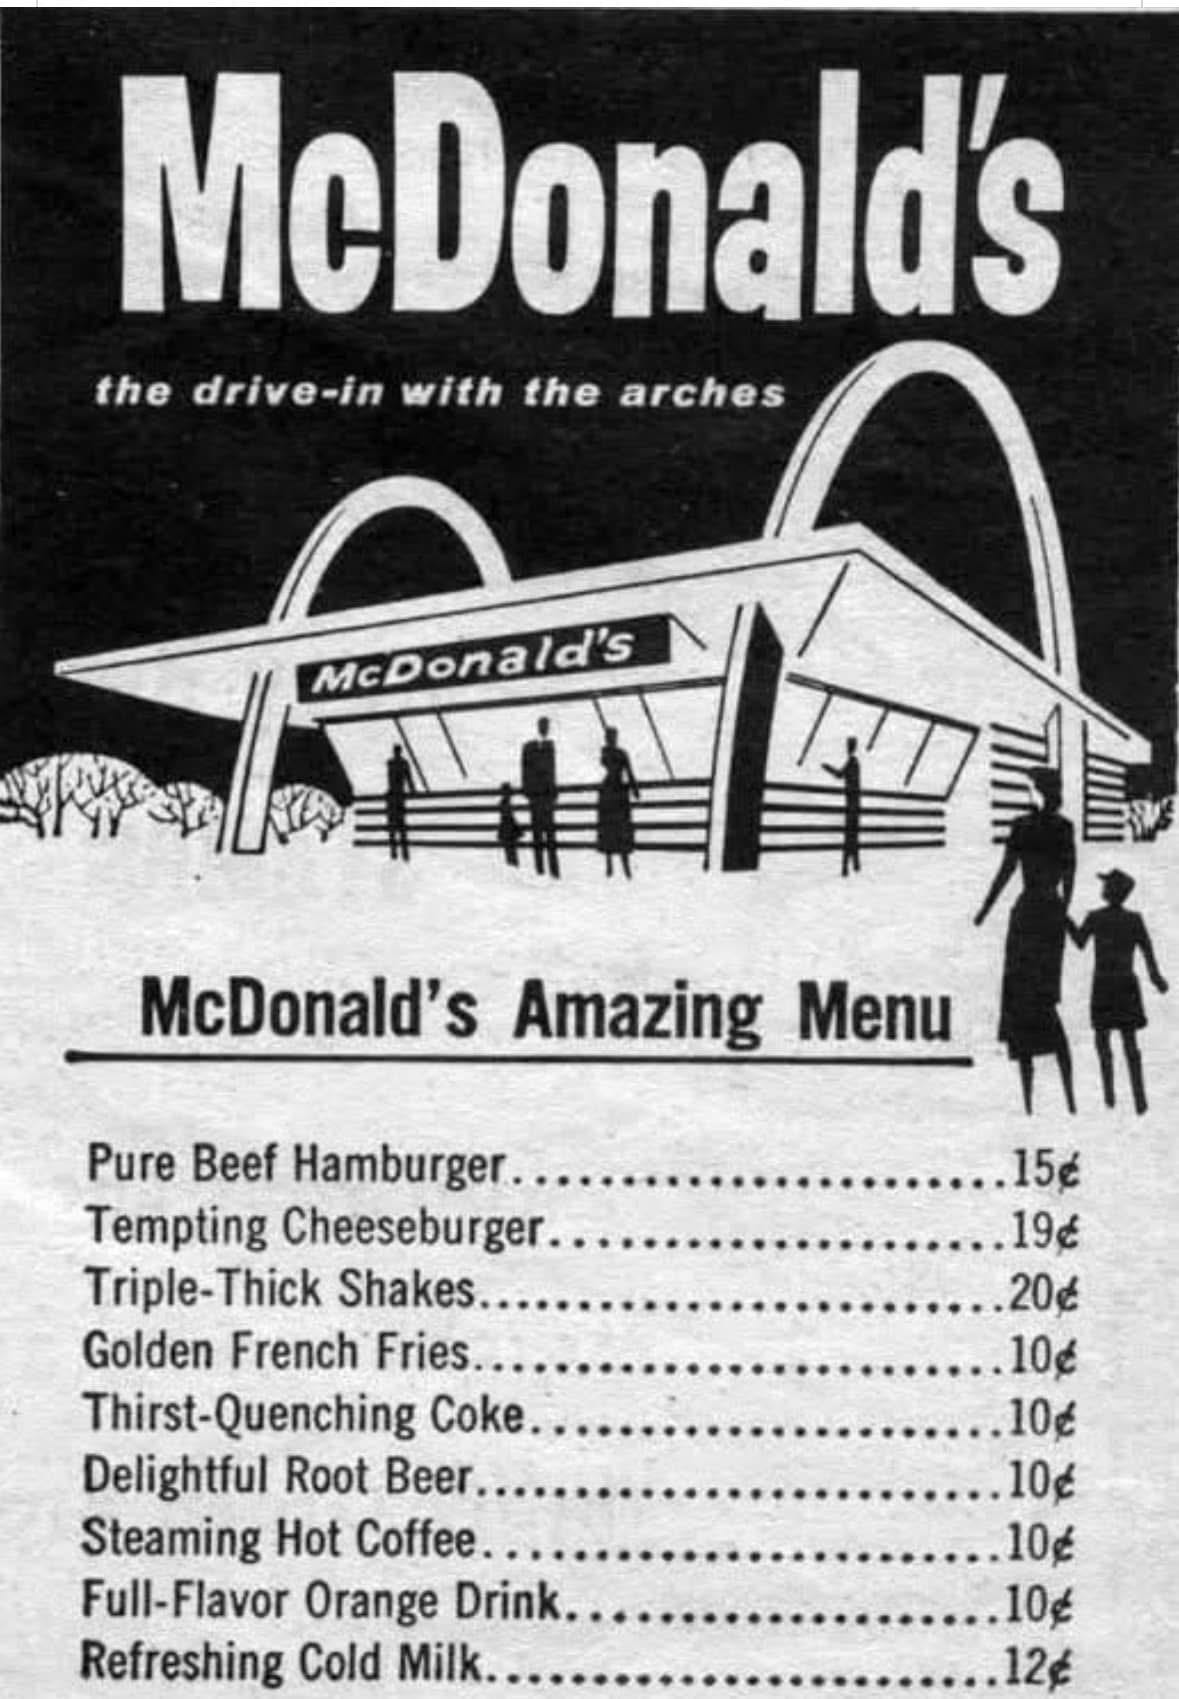 McDonald's
the drive-in with the arches
McDonald's
McDonald's Amazing Menu
Pure Beef Hamburger........................15¢
Tempting Cheeseburger......................19¢
Triple-Thick Shakes.........................20¢
Golden French Fries.........................10¢
Thirst-Quenching Coke.......................10¢
Delightful Root Beer.........................10¢
Steaming Hot Coffee........................10¢
Full-Flavor Orange Drink.....................10¢
Refreshing Cold Milk.........................12¢